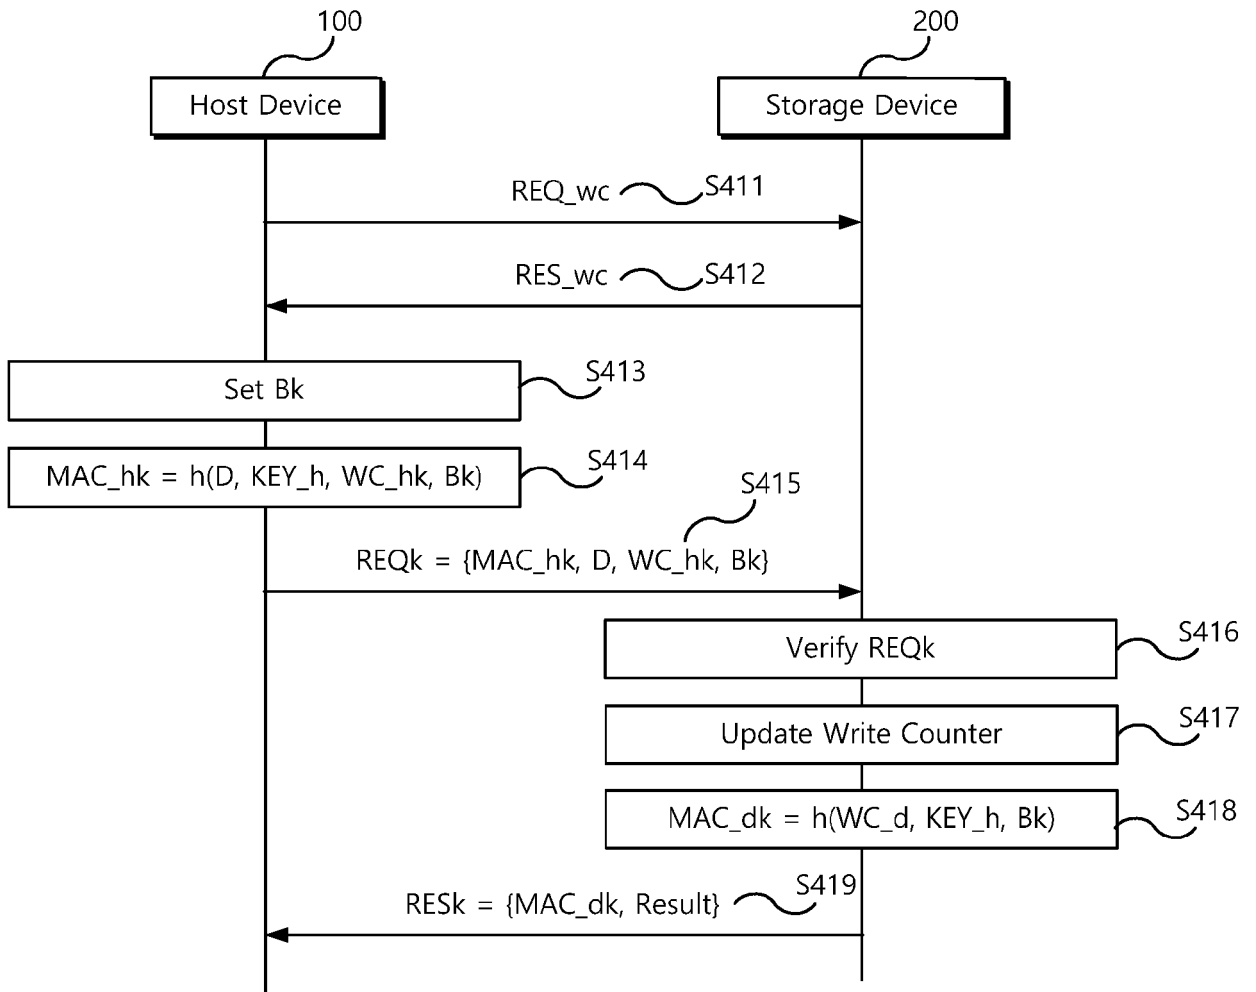 100
200
Host Device
Storage Device
REQ_wc S411
RES_wc S412
Set Bk S413
MAC_hk = h(D, KEY_h, WC_hk, Bk) S414
S415
REQk = {MAC_hk, D, WC_hk, Bk}
Verify REQk S416
Update Write Counter S417
MAC_dk = h(WC_d, KEY_h, Bk) S418
RESk = {MAC_dk, Result} S419